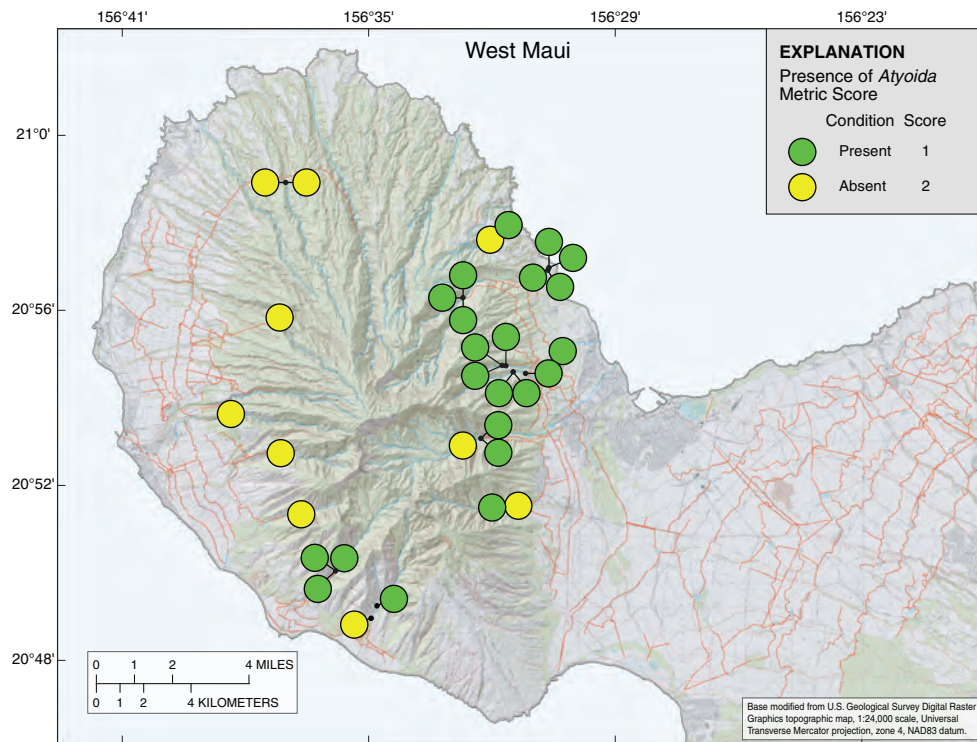 156°41' 156°35' 156°29' 156°23'
West Maui
EXPLANATION
Presence of Atyoida
Metric Score
Condition Score
Present 1
Absent 2
21°0'
20°56'
20°52'
20°48'
0 1 2 4 MILES
0 1 2 4 KILOMETERS
Base modified from U.S. Geological Survey Digital Raster
Graphics topographic map, 1:24,000 scale, Universal
Transverse Mercator projection, zone 4, NAD83 datum.